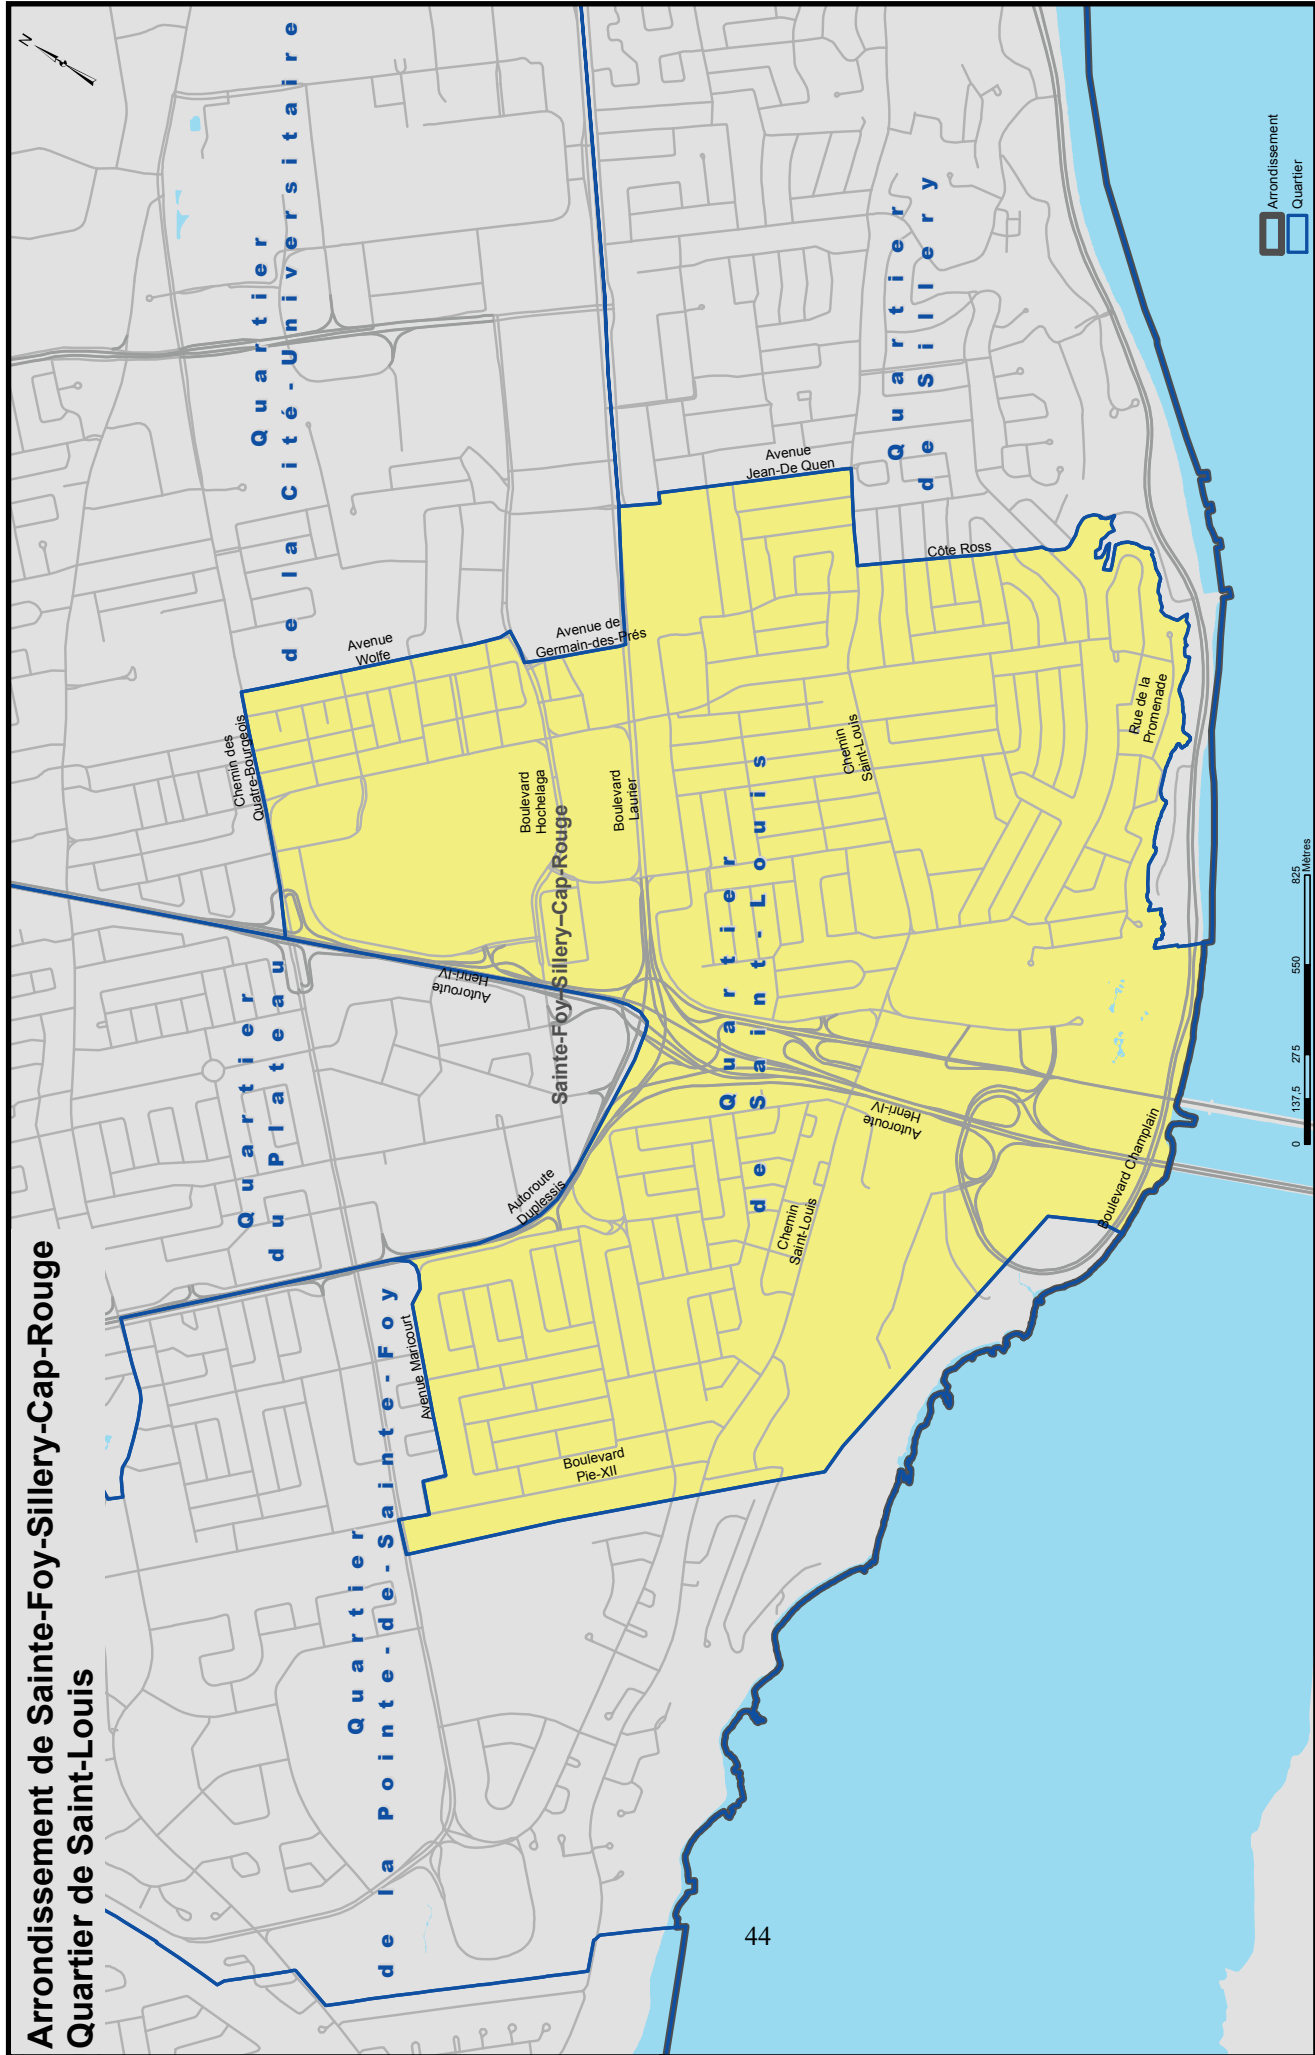 Arrondissement de Sainte-Foy-Sillery-Cap-Rouge
Quartier de Saint-Louis
N
Quartier
de la Cité-Universitaire
Quartier
du Plateau
Quartier
de la Pointe-de-Sainte-Foy
Quartier
de Sillery
Quartier
de Saint-Louis
Sainte-Foy–Sillery–Cap-Rouge
Chemin des
Quatre-Bourgeois
Avenue
Wolfe
Avenue de
Germain-des-Prés
Avenue
Jean-De Quen
Côte Ross
Rue de la
Promenade
Chemin
Saint-Louis
Boulevard
Hochelaga
Boulevard
Laurier
Autoroute
Henri-IV
Autoroute
Duplessis
Avenue Maricourt
Boulevard
Pie-XII
Chemin
Saint-Louis
Autoroute
Henri-IV
Boulevard Champlain
0 137,5 275 550 825
Mètres
Arrondissement
Quartier
44